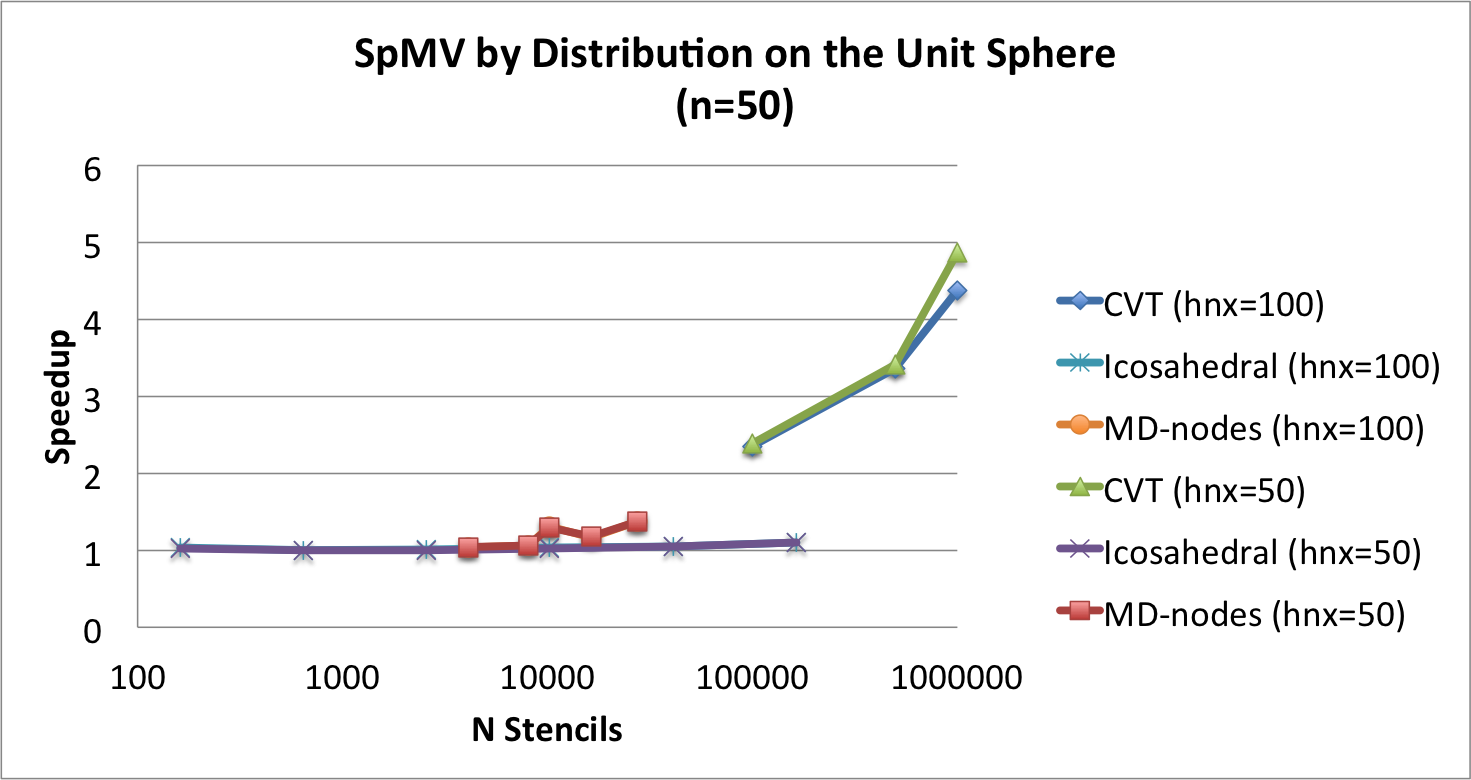 SpMV by Distribution on the Unit Sphere
(n=50)
6
5
4
3
2
1
0
Speedup
100 1000 10000 100000 1000000
N Stencils
CVT (hnx=100)
Icosahedral (hnx=100)
MD-nodes (hnx=100)
CVT (hnx=50)
Icosahedral (hnx=50)
MD-nodes (hnx=50)